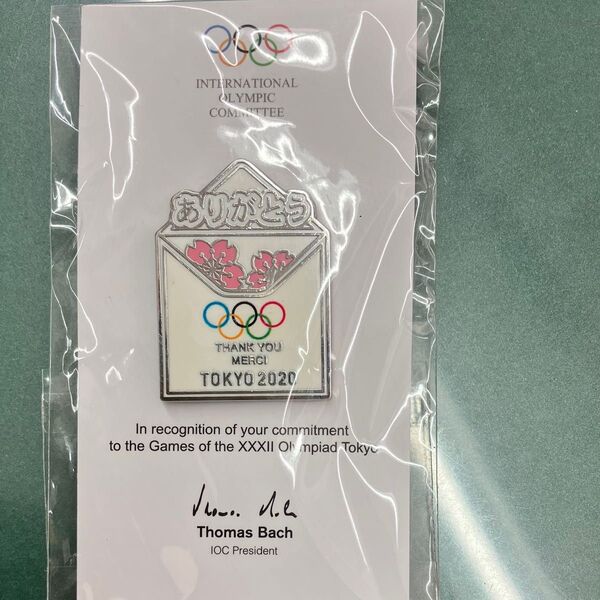 INTERNATIONAL
OLYMPIC
COMMITTEE
ありがとう
THANK YOU
MERCI
TOKYO 2020
In recognition of your commitment
to the Games of the XXXII Olympiad Tokyo
Thomas Bach
IOC President